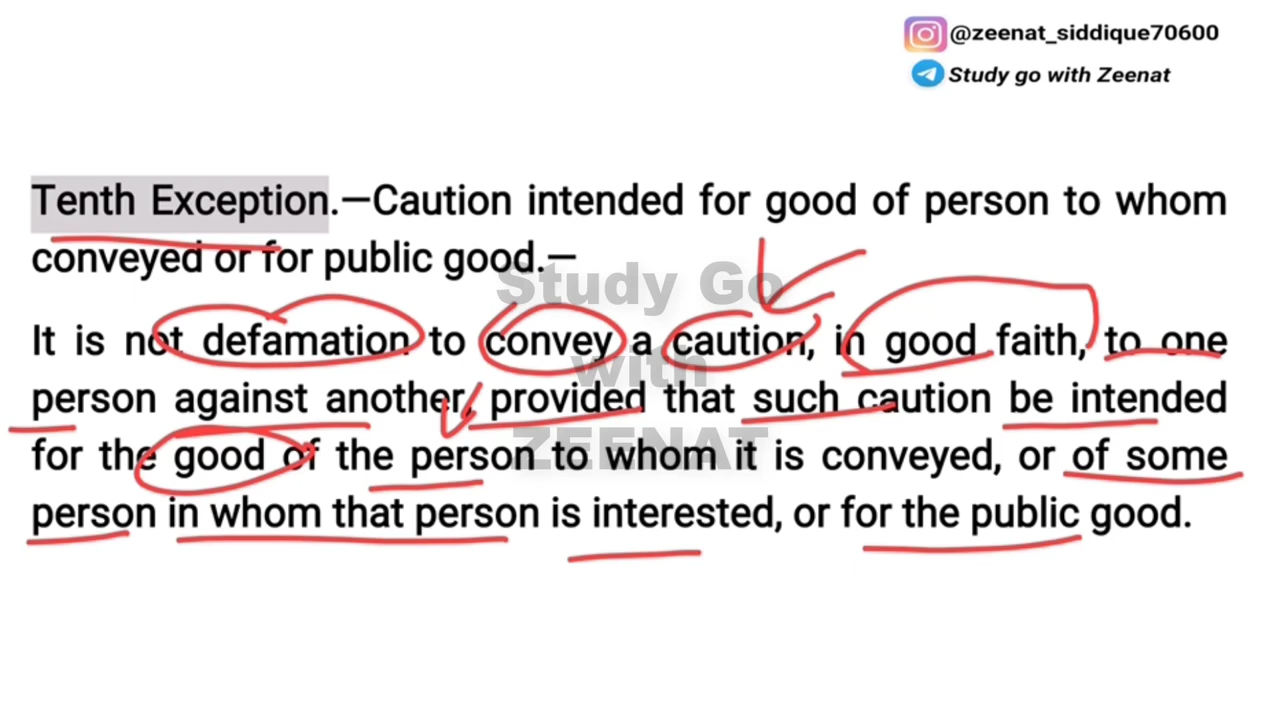 @zeenat_siddique70600
Study go with Zeenat
Tenth Exception.—Caution intended for good of person to whom
conveyed or for public good.—
Study Go
with
ZEENAT
It is not defamation to convey a caution, in good faith, to one
person against another, provided that such caution be intended
for the good of the person to whom it is conveyed, or of some
person in whom that person is interested, or for the public good.